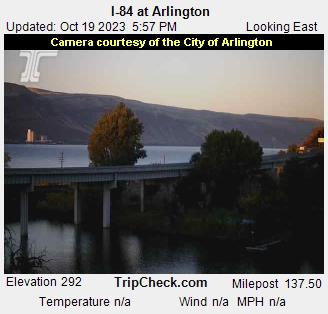 I-84 at Arlington
Updated: Oct 19 2023 5:57 PM Looking East
Camera courtesy of the City of Arlington
Elevation 292 TripCheck.com Milepost 137.50
Temperature n/a Wind n/a MPH n/a